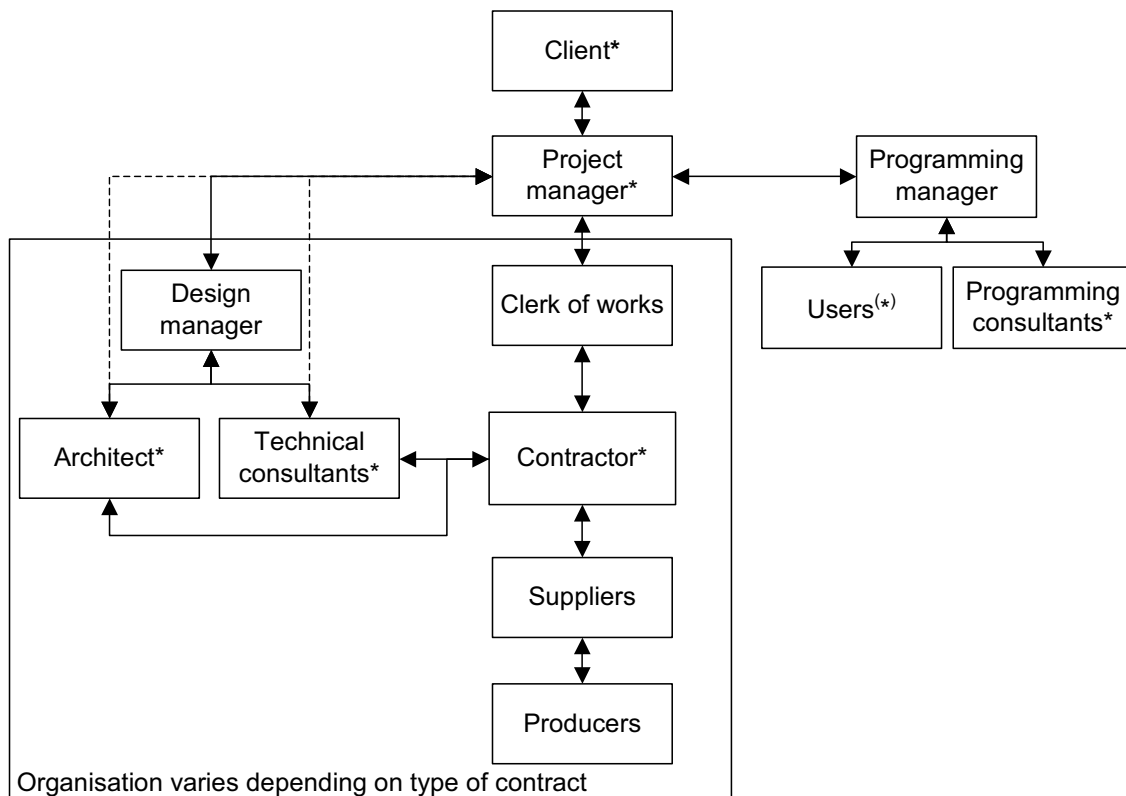 Client*
Project
manager*
Programming
manager
Design
manager
Clerk of works
Users(*)
Programming
consultants*
Architect*
Technical
consultants*
Contractor*
Suppliers
Producers
Organisation varies depending on type of contract